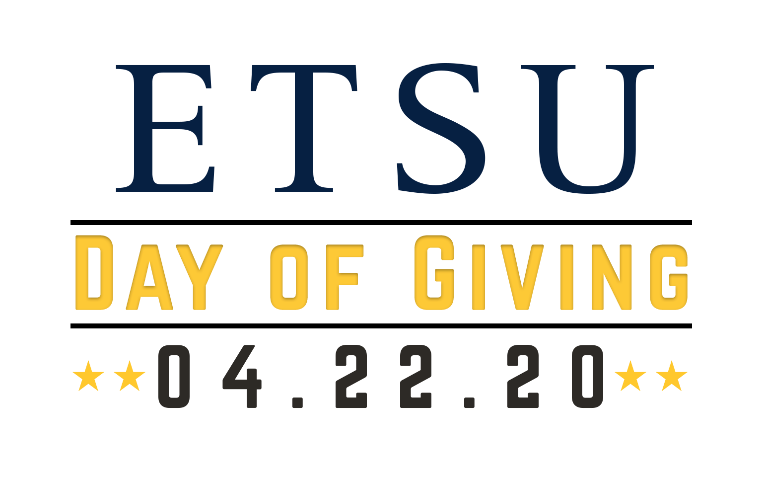 ETSU
DAY OF GIVING
04.22.20